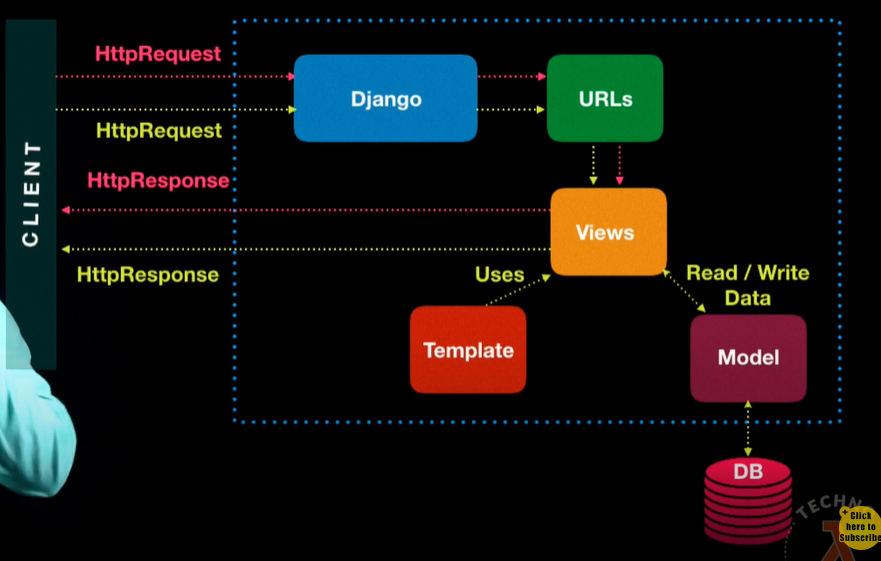 HttpRequest
Django
URLs
HttpRequest
CLIENT
HttpResponse
Views
HttpResponse
Uses
Read / Write
Data
Template
Model
DB
TECHN
Click
here to
Subscribe